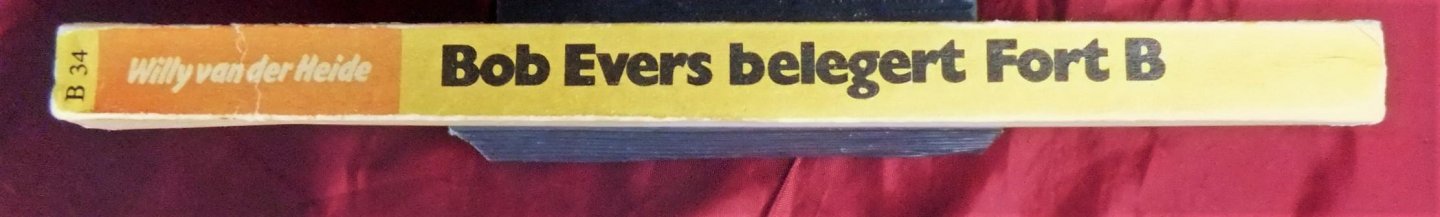 B 34
Willy van der Heide
Bob Evers belegert Fort B